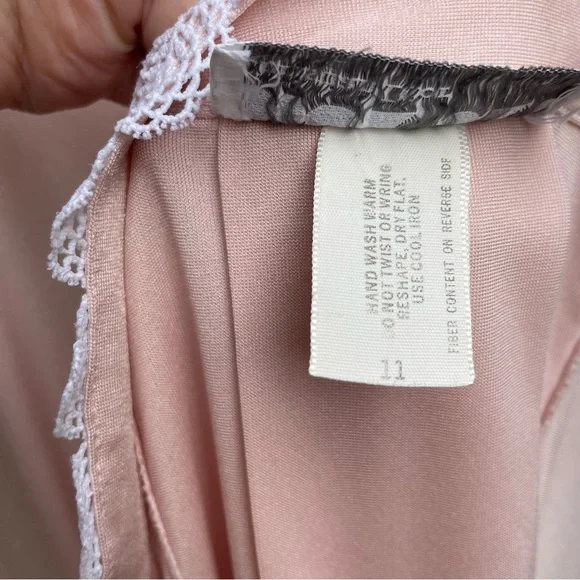 HAND WASH WARM
DO NOT TWIST OR WRING
RESHAPE, DRY FLAT.
USE COOL IRON
FIBER CONTENT ON REVERSE SIDE
11